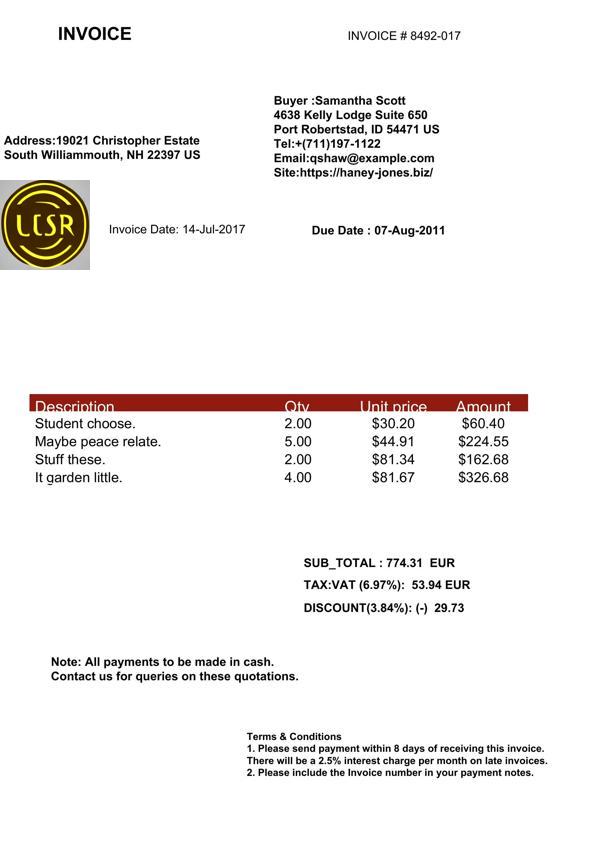 INVOICE
INVOICE # 8492-017
Buyer :Samantha Scott
4638 Kelly Lodge Suite 650
Port Robertstad, ID 54471 US
Tel:+(711)197-1122
Email:qshaw@example.com
Site:https://haney-jones.biz/
Address:19021 Christopher Estate
South Williammouth, NH 22397 US
LCSR
Invoice Date: 14-Jul-2017
Due Date : 07-Aug-2011
Description Qty Unit price Amount
Student choose. 2.00 $30.20 $60.40
Maybe peace relate. 5.00 $44.91 $224.55
Stuff these. 2.00 $81.34 $162.68
It garden little. 4.00 $81.67 $326.68
SUB_TOTAL : 774.31 EUR
TAX:VAT (6.97%): 53.94 EUR
DISCOUNT(3.84%): (-) 29.73
Note: All payments to be made in cash.
Contact us for queries on these quotations.
Terms & Conditions
1. Please send payment within 8 days of receiving this invoice.
There will be a 2.5% interest charge per month on late invoices.
2. Please include the Invoice number in your payment notes.